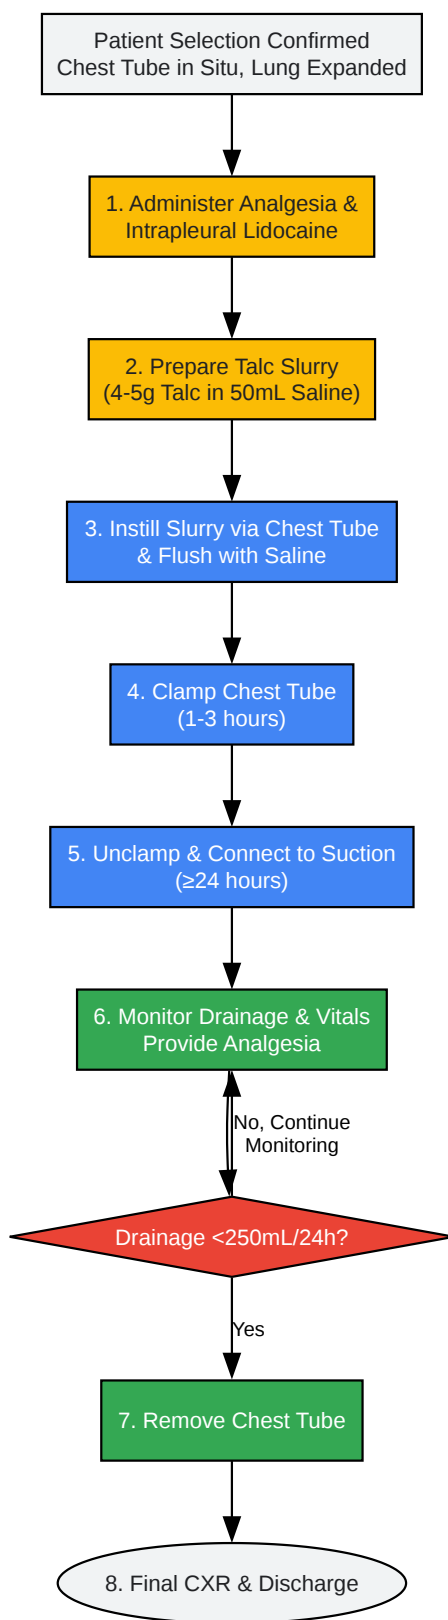 Patient Selection Confirmed
Chest Tube in Situ, Lung Expanded
1. Administer Analgesia &
Intrapleural Lidocaine
2. Prepare Talc Slurry
(4-5g Talc in 50mL Saline)
3. Instill Slurry via Chest Tube
& Flush with Saline
4. Clamp Chest Tube
(1-3 hours)
5. Unclamp & Connect to Suction
(≥24 hours)
6. Monitor Drainage & Vitals
Provide Analgesia
No, Continue
Monitoring
Drainage <250mL/24h?
Yes
7. Remove Chest Tube
8. Final CXR & Discharge